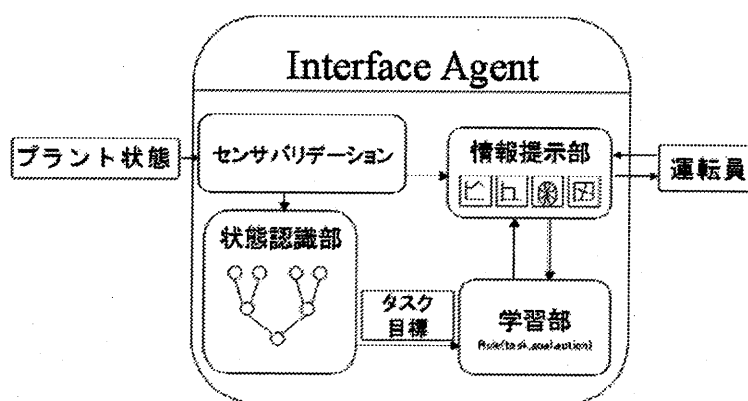 Interface Agent
プラント状態
センサバリデーション
情報提示部
運転員
状態認識部
タスク
目標
学習部